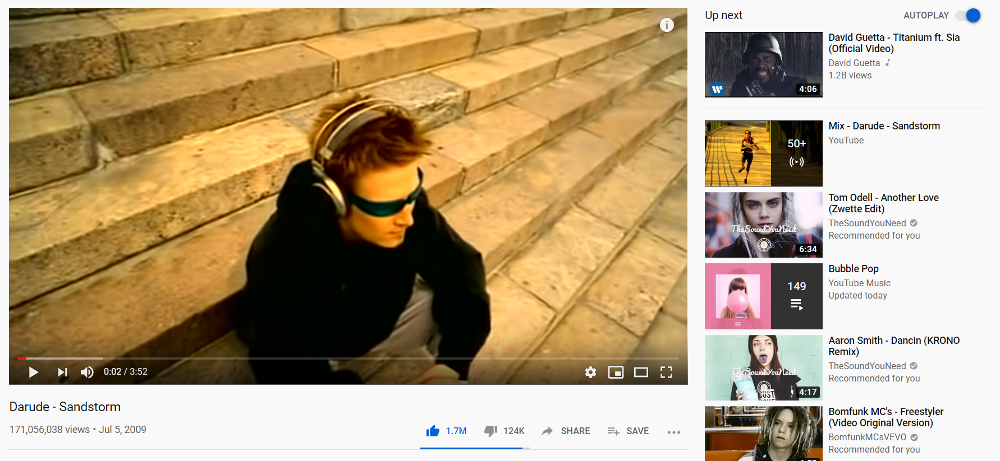 0:02 / 3:52
Darude - Sandstorm
171,056,038 views • Jul 5, 2009
1.7M
124K
SHARE
SAVE
Up next
AUTOPLAY
4:06
David Guetta - Titanium ft. Sia
(Official Video)
David Guetta
1.2B views
50+
Mix - Darude - Sandstorm
YouTube
TheSoundYouNeed
6:34
Tom Odell - Another Love
(Zwette Edit)
TheSoundYouNeed
Recommended for you
149
Bubble Pop
YouTube Music
Updated today
TheSoundYouNeed
4:17
Aaron Smith - Dancin (KRONO
Remix)
TheSoundYouNeed
Recommended for you
Bomfunk MC's - Freestyler
(Video Original Version)
BomfunkMCsVEVO
Recommended for you